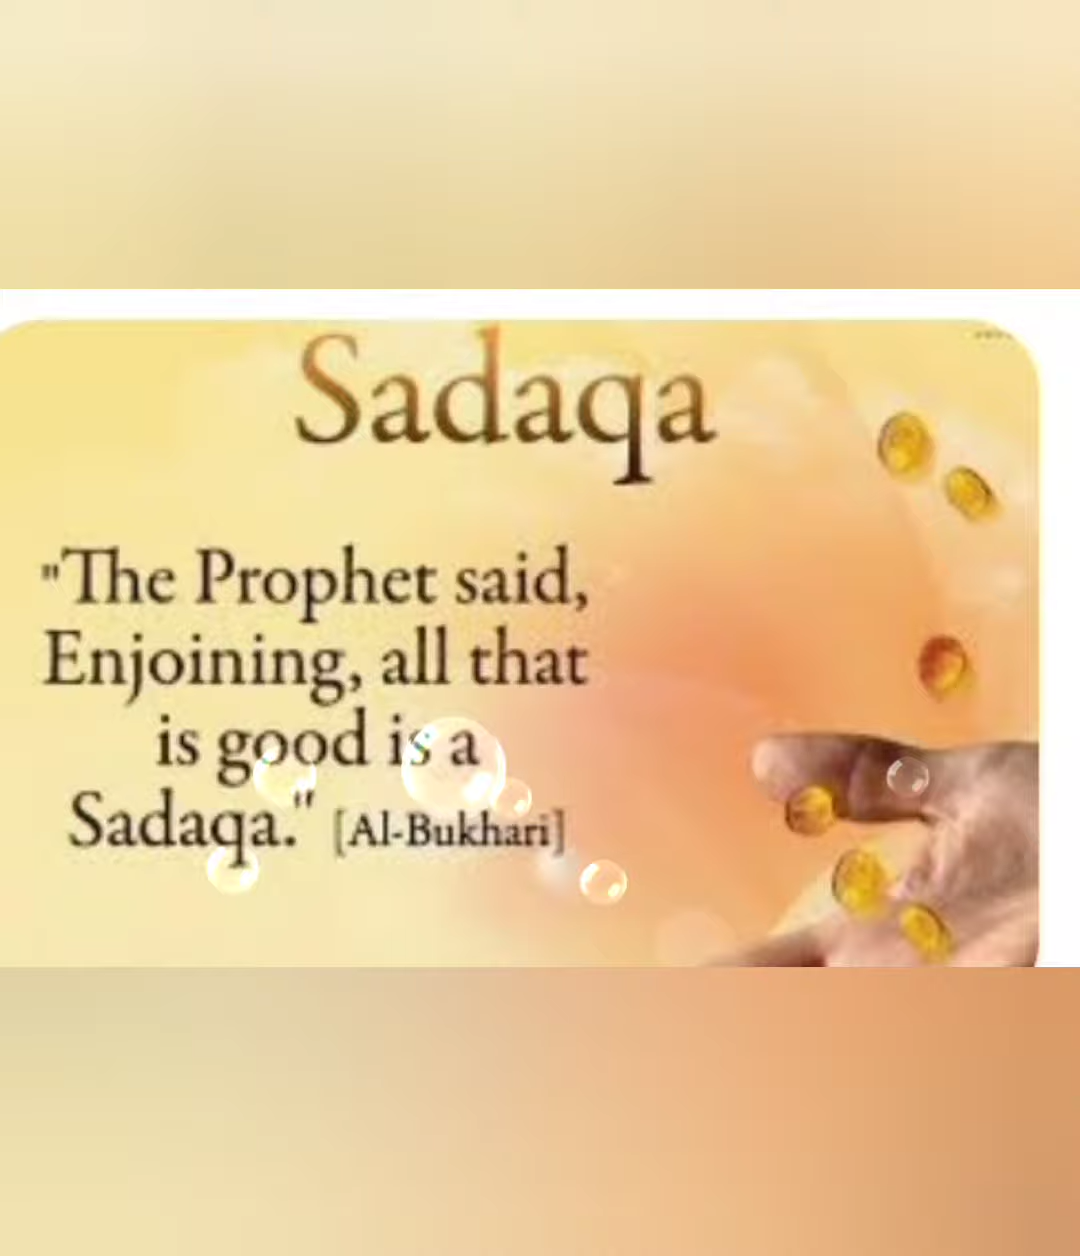 Sadaqa
"The Prophet said,
Enjoining, all that
is good is a
Sadaqa." [Al-Bukhari]